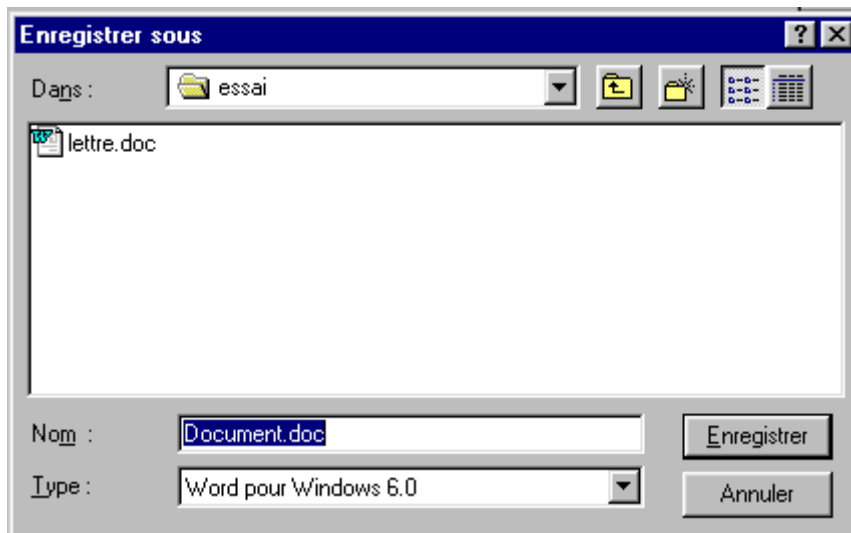 Enregistrer sous
Dans : essai
lettre.doc
Nom : Document.doc Enregistrer
Type : Word pour Windows 6.0 Annuler